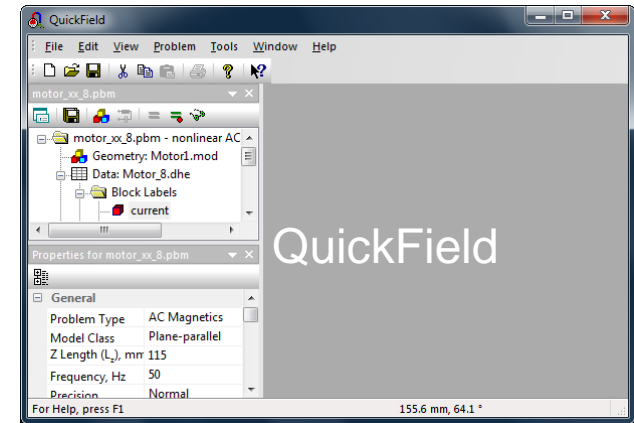 QuickField
File Edit View Problem Tools Window Help
motor_xx_8.pbm
motor_xx_8.pbm - nonlinear AC
Geometry: Motor1.mod
Data: Motor_8.dhe
Block Labels
current
QuickField
Properties for motor_xx_8.pbm
General
Problem Type AC Magnetics
Model Class Plane-parallel
Z Length (Lz), mm 115
Frequency, Hz 50
Precision Normal
For Help, press F1 155.6 mm, 64.1 °